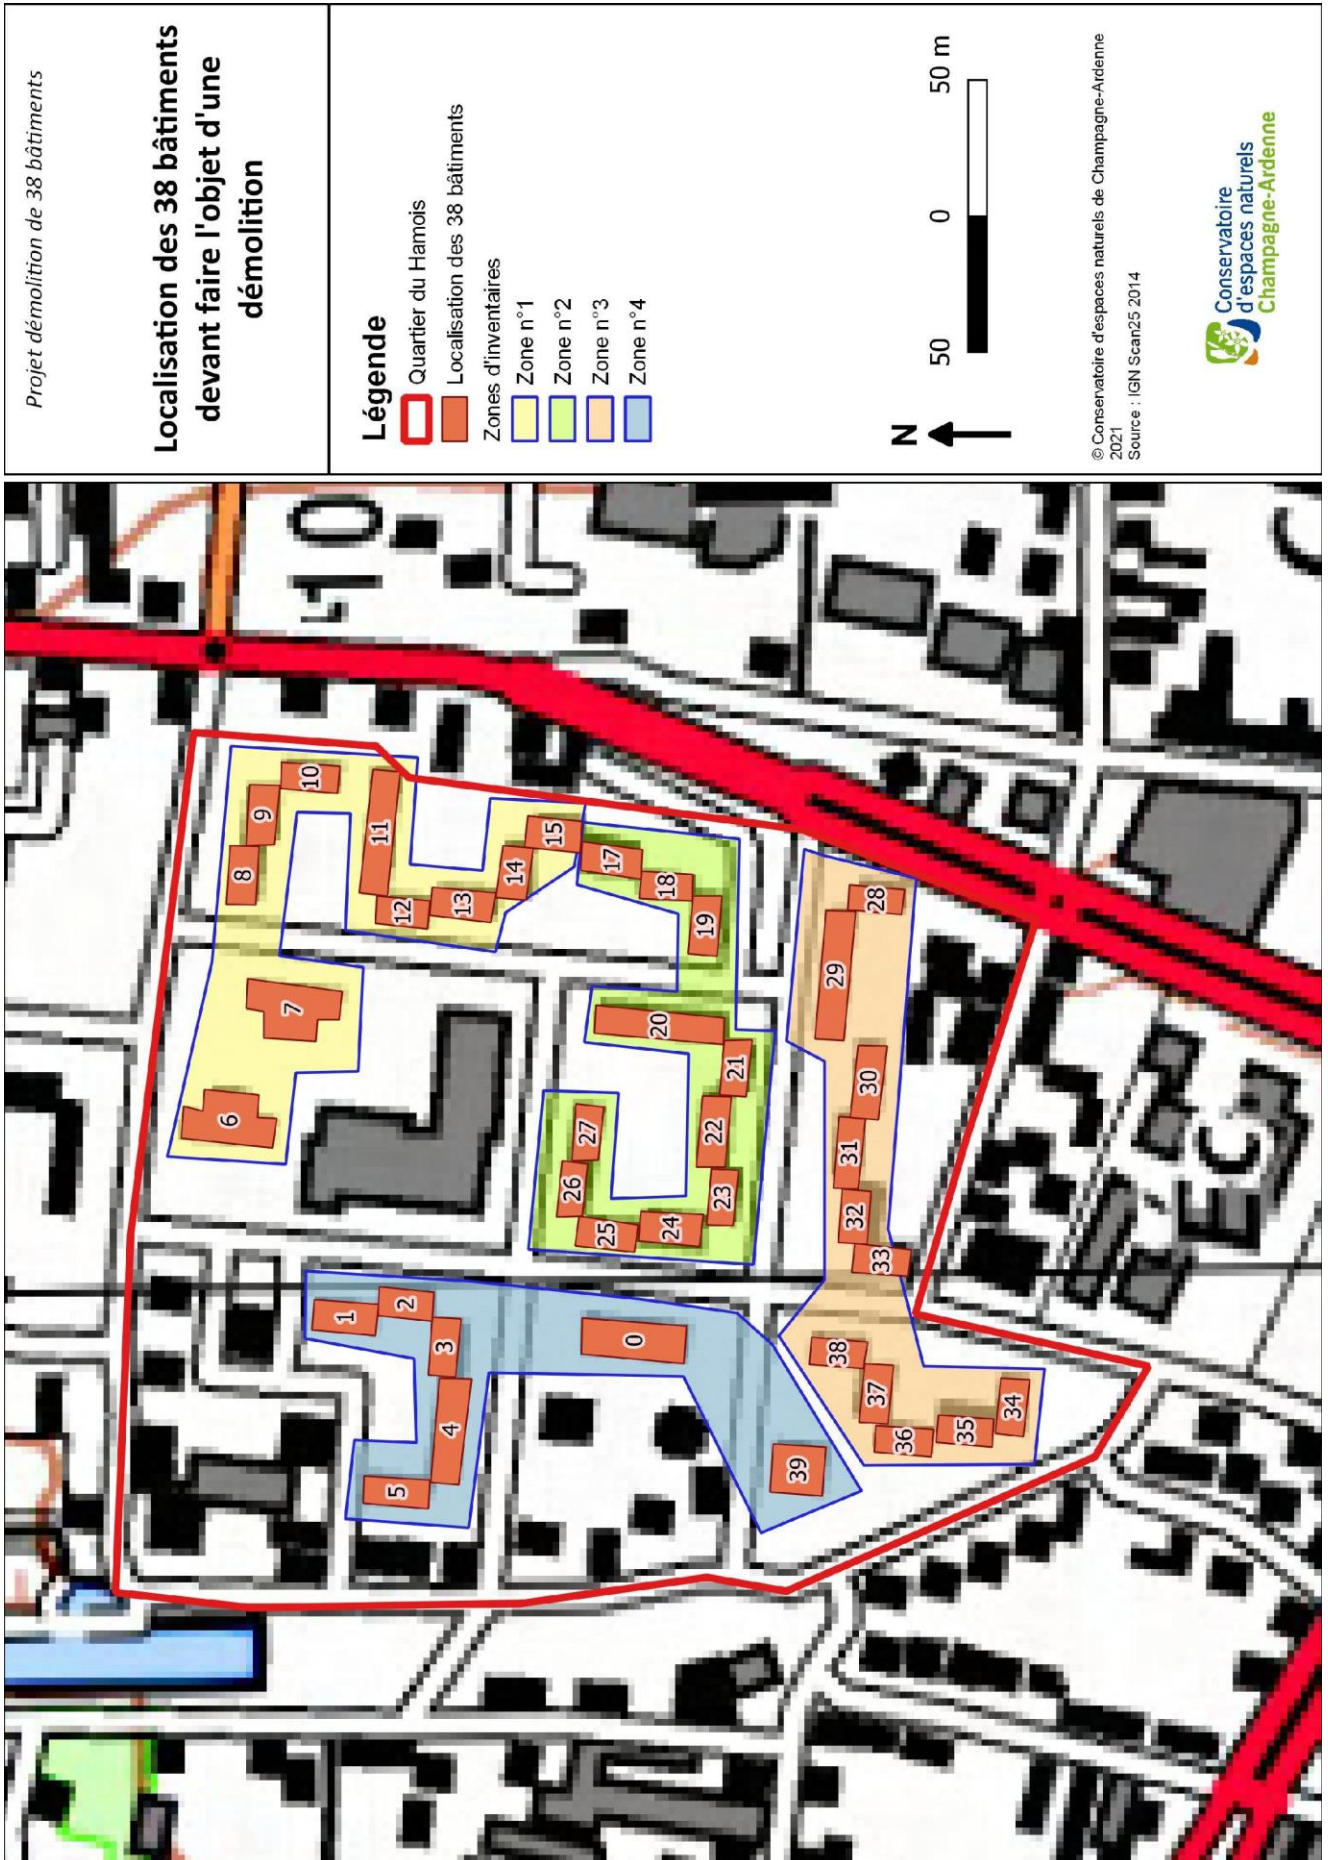 Projet démolition de 38 bâtiments
Localisation des 38 bâtiments
devant faire l'objet d'une
démolition
Légende
Quartier du Hamois
Localisation des 38 bâtiments
Zones d'inventaires
Zone n°1
Zone n°2
Zone n°3
Zone n°4
N
50
0
50 m
© Conservatoire d'espaces naturels de Champagne-Ardenne
2021
Source : IGN Scan25 2014
Conservatoire
d'espaces naturels
Champagne-Ardenne
1
2
3
4
5
0
39
6
7
8
9
10
11
12
13
14
15
17
18
19
20
21
22
23
24
25
26
27
28
29
30
31
32
33
38
37
36
35
34